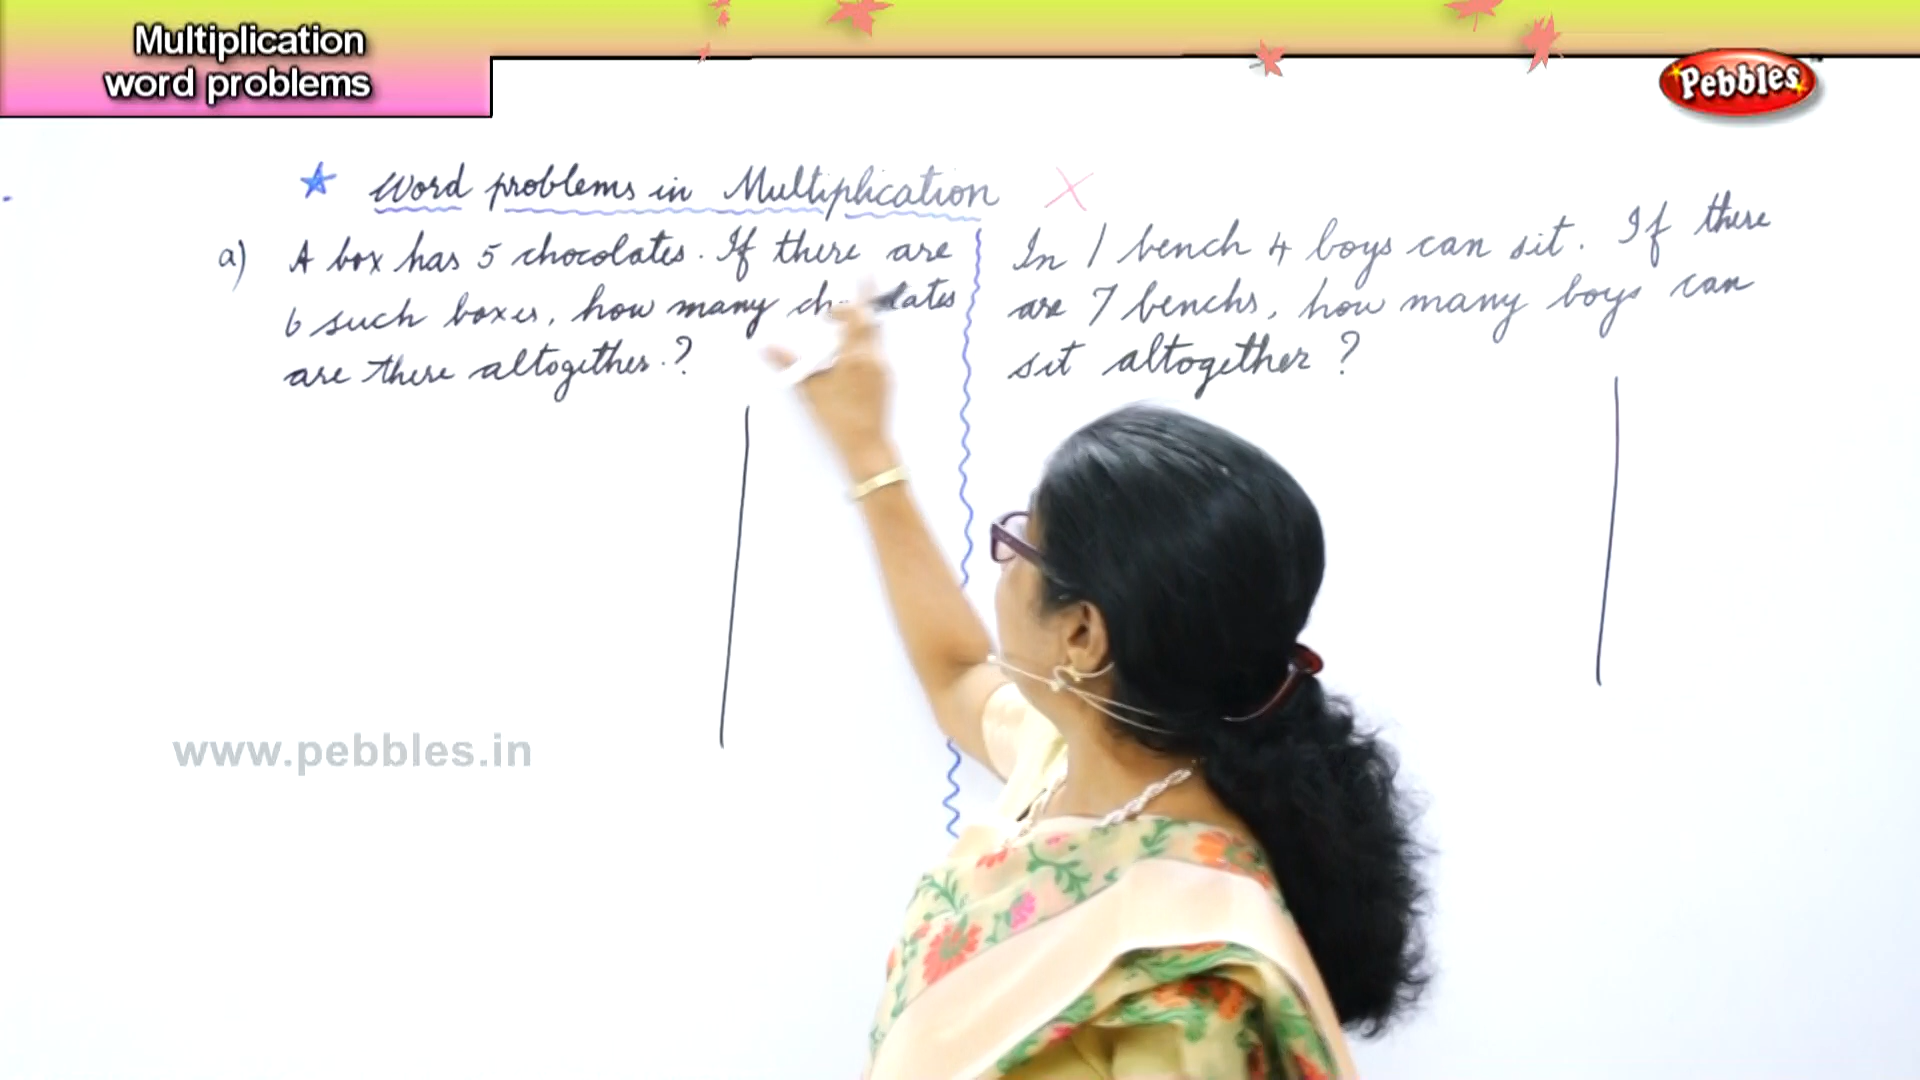 Multiplication
word problems
Pebbles
Word problems in Multiplication
a) A box has 5 chocolates. If there are
6 such boxes, how many
are there altogether.?
In 1 bench 4 boys can sit. If there
are 7 benchs, how many boys can
sit altogether?
www.pebbles.in